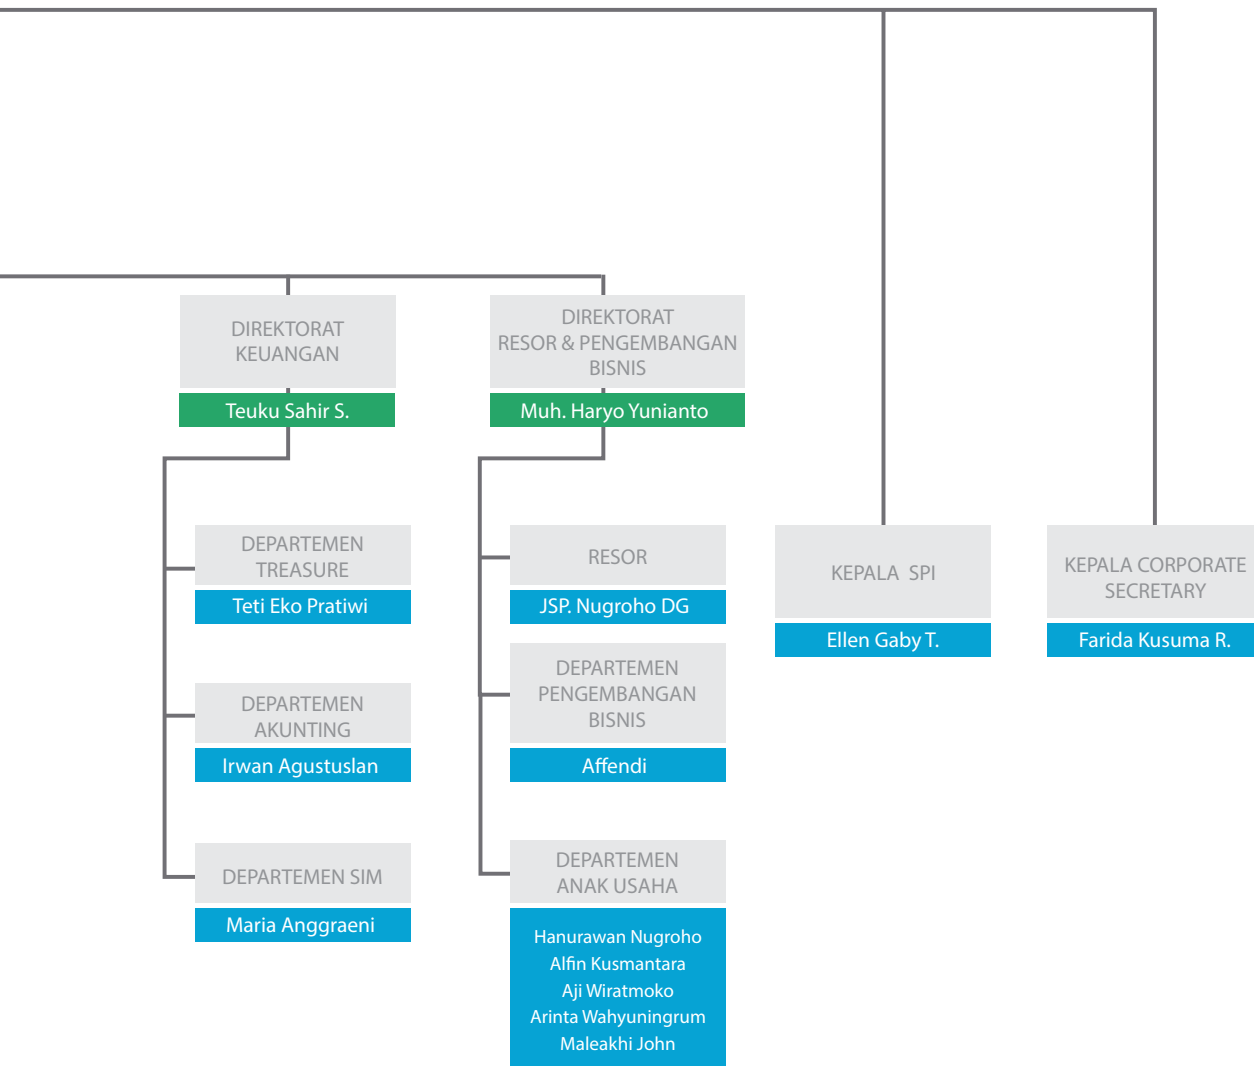 DIREKTORAT
KEUANGAN
Teuku Sahir S.
DIREKTORAT
RESOR & PENGEMBANGAN
BISNIS
Muh. Haryo Yunianto
DEPARTEMEN
TREASURE
Teti Eko Pratiwi
DEPARTEMEN
AKUNTING
Irwan Agustuslan
DEPARTEMEN SIM
Maria Anggraeni
RESOR
JSP. Nugroho DG
DEPARTEMEN
PENGEMBANGAN
BISNIS
Affendi
DEPARTEMEN
ANAK USAHA
Hanurawan Nugroho
Alfin Kusmantara
Aji Wiratmoko
Arinta Wahyuningrum
Maleakhi John
KEPALA SPI
Ellen Gaby T.
KEPALA CORPORATE
SECRETARY
Farida Kusuma R.